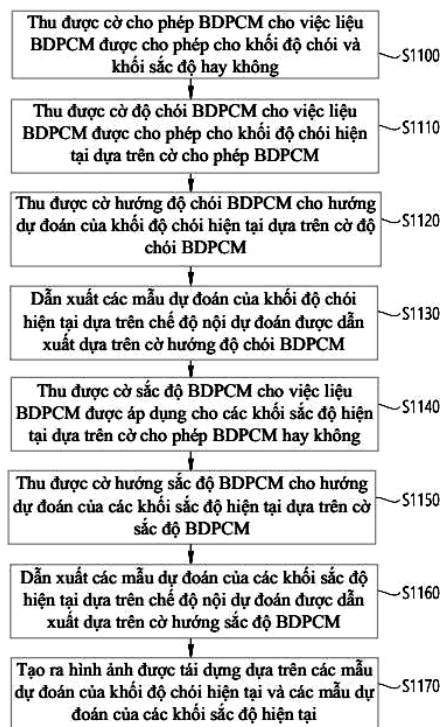 Thu được cờ cho phép BDPCM cho việc liệu
BDPCM được cho phép cho khối độ chói và
khối sắc độ hay không
S1100
Thu được cờ độ chói BDPCM cho việc liệu
BDPCM được cho phép cho khối độ chói hiện
tại dựa trên cờ cho phép BDPCM
S1110
Thu được cờ hướng độ chói BDPCM cho hướng
dự đoán của khối độ chói hiện tại dựa trên cờ độ
chói BDPCM
S1120
Dẫn xuất các mẫu dự đoán của khối độ chói
hiện tại dựa trên chế độ nội dự đoán được dẫn
xuất dựa trên cờ hướng độ chói BDPCM
S1130
Thu được cờ sắc độ BDPCM cho việc liệu
BDPCM được áp dụng cho các khối sắc độ hiện
tại dựa trên cờ cho phép BDPCM hay không
S1140
Thu được cờ hướng sắc độ BDPCM cho hướng
dự đoán của các khối sắc độ hiện tại dựa trên cờ
sắc độ BDPCM
S1150
Dẫn xuất các mẫu dự đoán của các khối sắc độ
hiện tại dựa trên chế độ nội dự đoán được dẫn
xuất dựa trên cờ hướng sắc độ BDPCM
S1160
Tạo ra hình ảnh được tái dựng dựa trên các mẫu
dự đoán của khối độ chói hiện tại và các mẫu dự
đoán của các khối sắc độ hiện tại
S1170